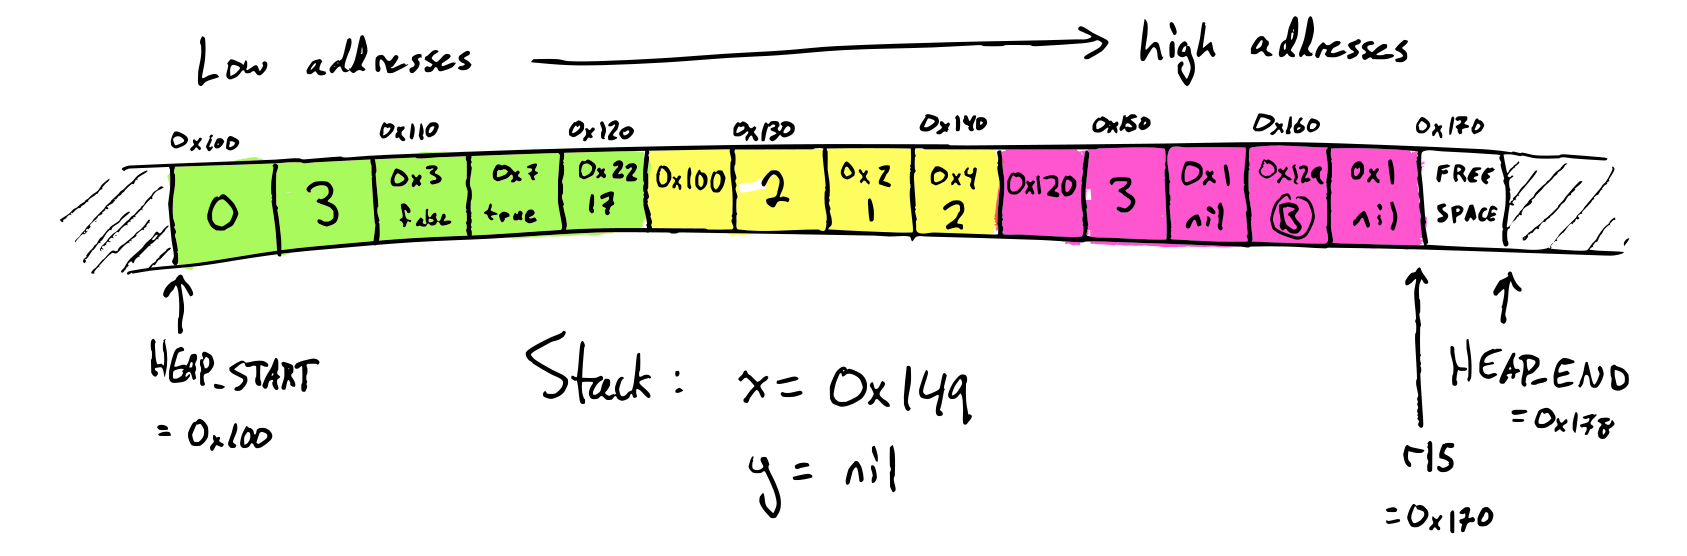 Low addresses → high addresses
0x100 0x110 0x120 0x130 0x140 0x150 0x160 0x170
0 3 0x3 false 0x7 true 0x22 17 0x100 2 0x2 1 0x4 2 0x120 3 0x1 nil 0x129 B 0x1 nil FREE SPACE
HEAP_START
= 0x100
Stack: x = 0x149
y = nil
HEAP_END
= 0x178
r15
= 0x170